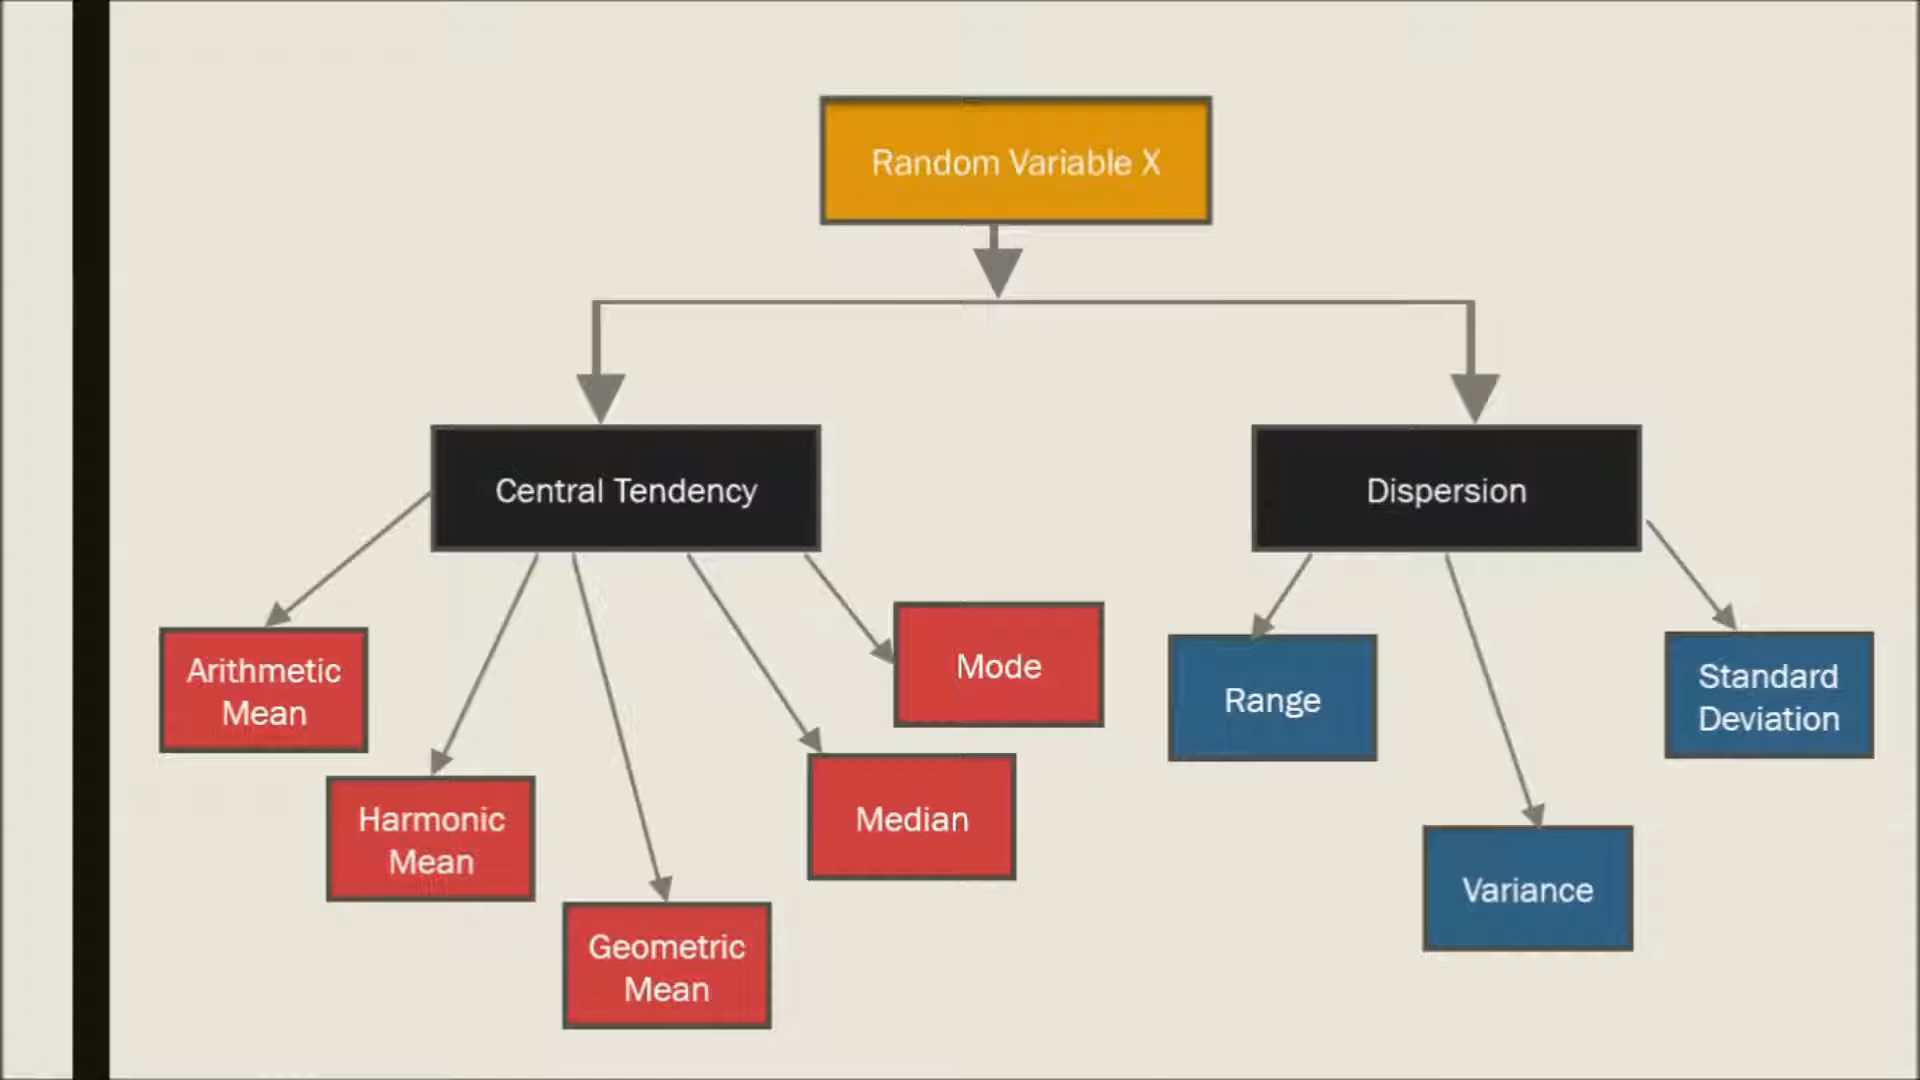 Random Variable X
Central Tendency
Dispersion
Arithmetic
Mean
Harmonic
Mean
Geometric
Mean
Median
Mode
Range
Variance
Standard
Deviation